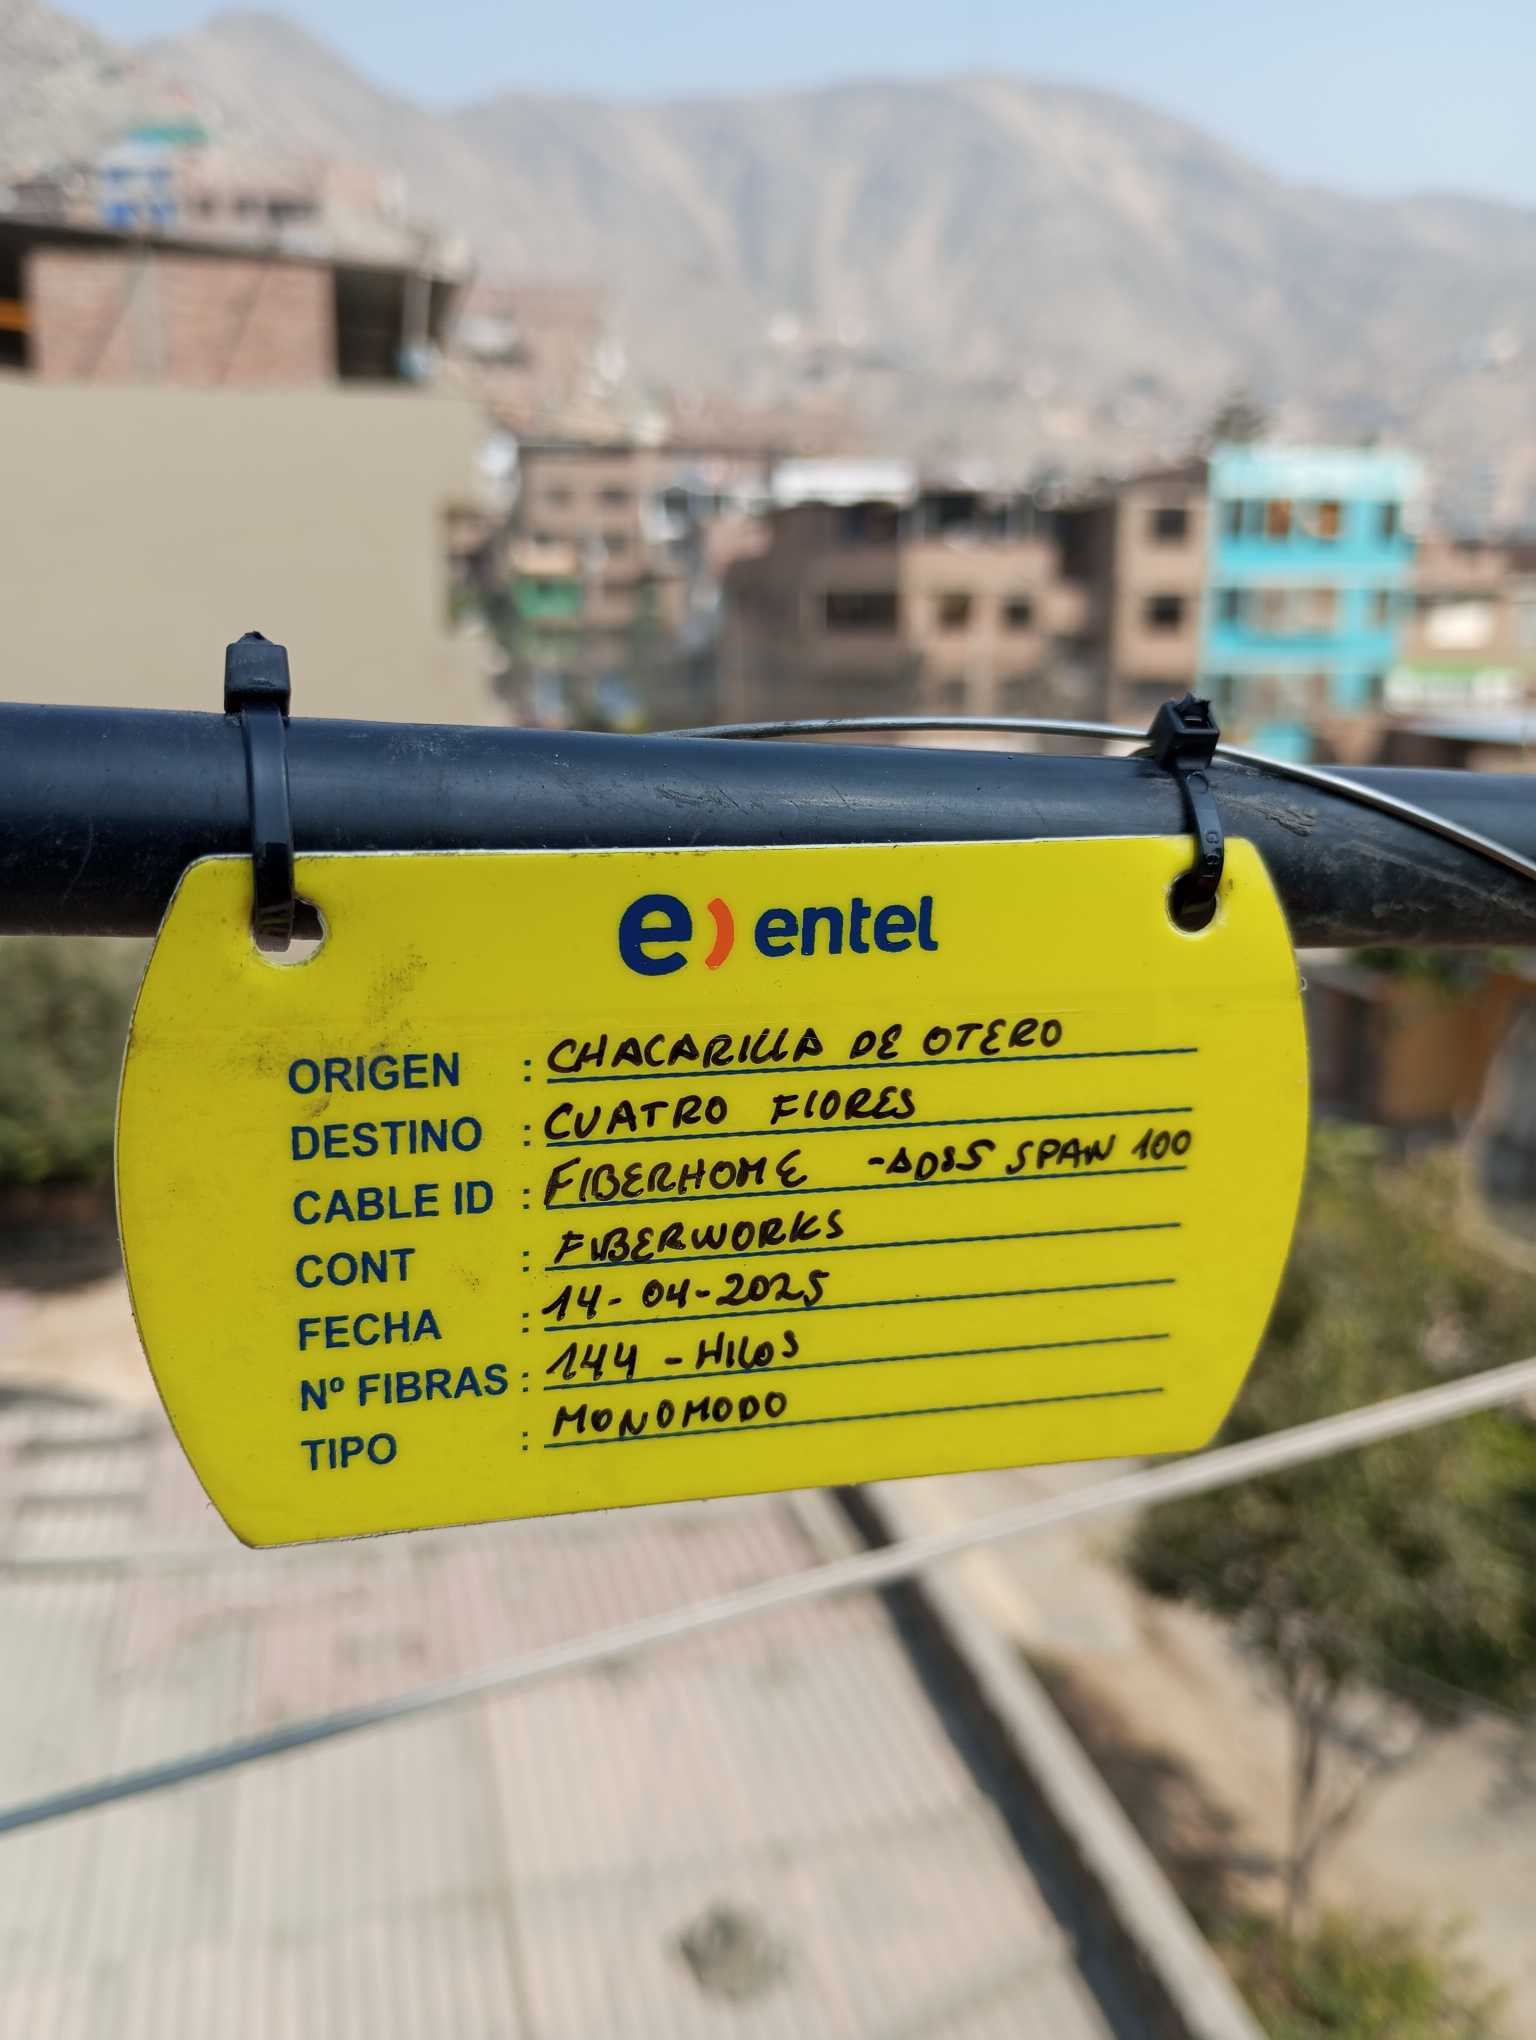 e) entel
ORIGEN : CHACARILLA DE OTERO
DESTINO : CUATRO FLORES
CABLE ID : FIBERHOME -ADSS SPAN 100
CONT : FIBERWORKS
FECHA : 14-04-2025
Nº FIBRAS : 144 - HILOS
TIPO : MONOMODO